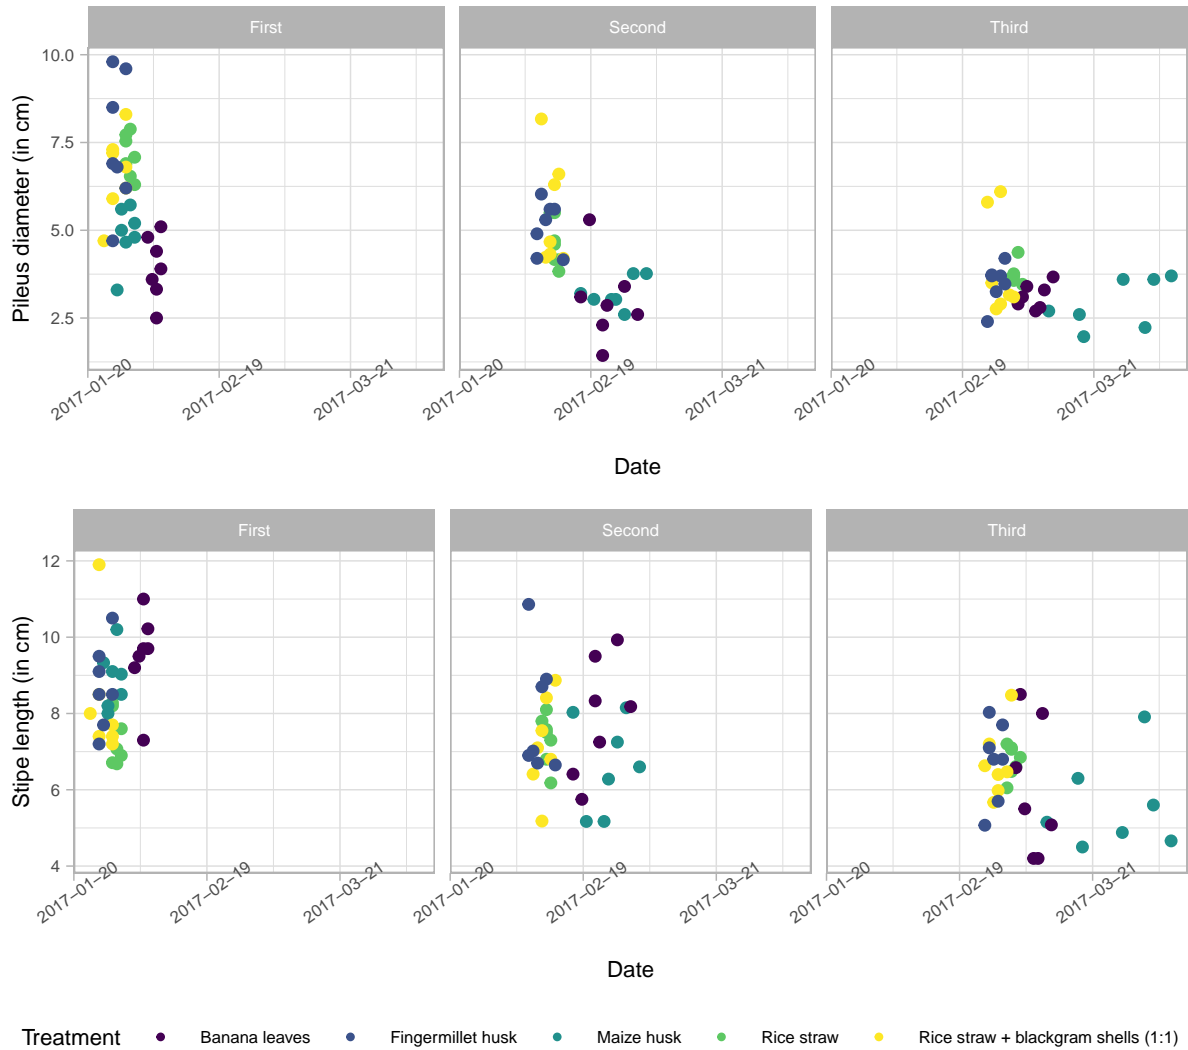 First Second Third
Pileus diameter (in cm)
10.0
7.5
5.0
2.5
2017−01−20 2017−02−19 2017−03−21 2017−01−20 2017−02−19 2017−03−21 2017−01−20 2017−02−19 2017−03−21
Date
First Second Third
Stipe length (in cm)
12
10
8
6
4
2017−01−20 2017−02−19 2017−03−21 2017−01−20 2017−02−19 2017−03−21 2017−01−20 2017−02−19 2017−03−21
Date
Treatment Banana leaves Fingermillet husk Maize husk Rice straw Rice straw + blackgram shells (1:1)